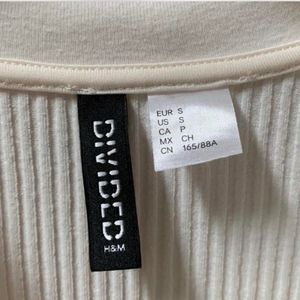 DIVIDED
H&M
EUR S
US S
CA P
MX CH
CN 165/88A